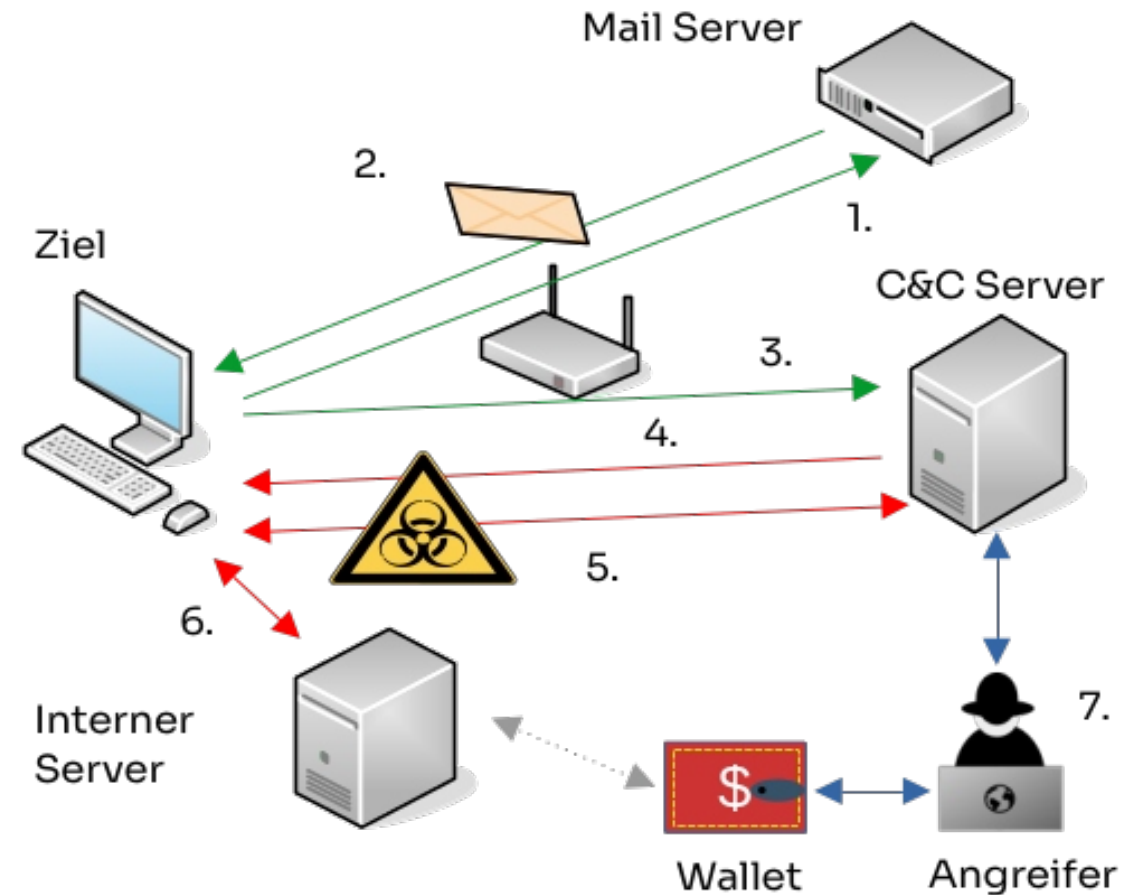 Mail Server
2.
1.
Ziel
C&C Server
3.
4.
5.
6.
Interner
Server
7.
$
Wallet
Angreifer